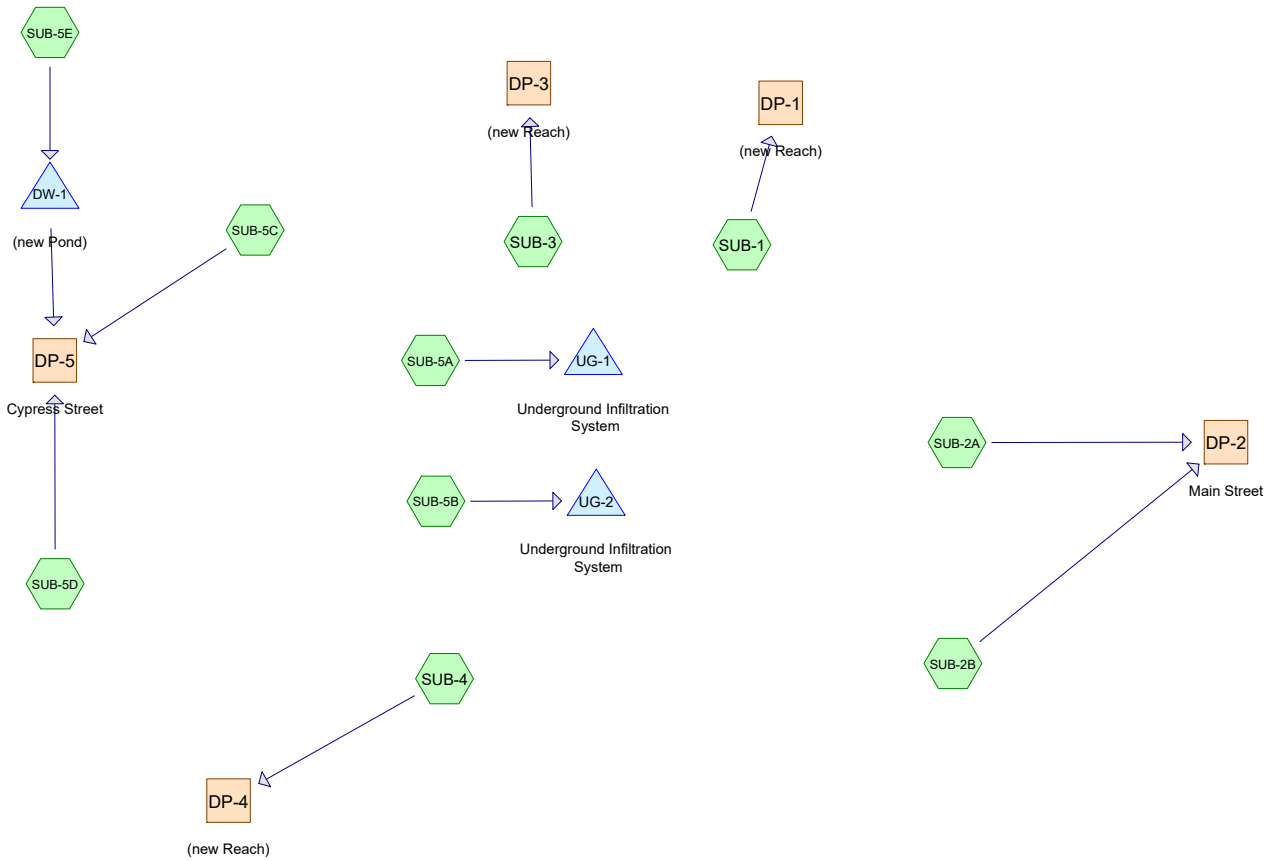 SUB-5E
DP-3
(new Reach)
DP-1
(new Reach)
DW-1
(new Pond)
SUB-5C
SUB-3
SUB-1
DP-5
Cypress Street
SUB-5A
UG-1
Underground Infiltration
System
SUB-2A
DP-2
Main Street
SUB-5B
UG-2
Underground Infiltration
System
SUB-5D
SUB-2B
SUB-4
DP-4
(new Reach)